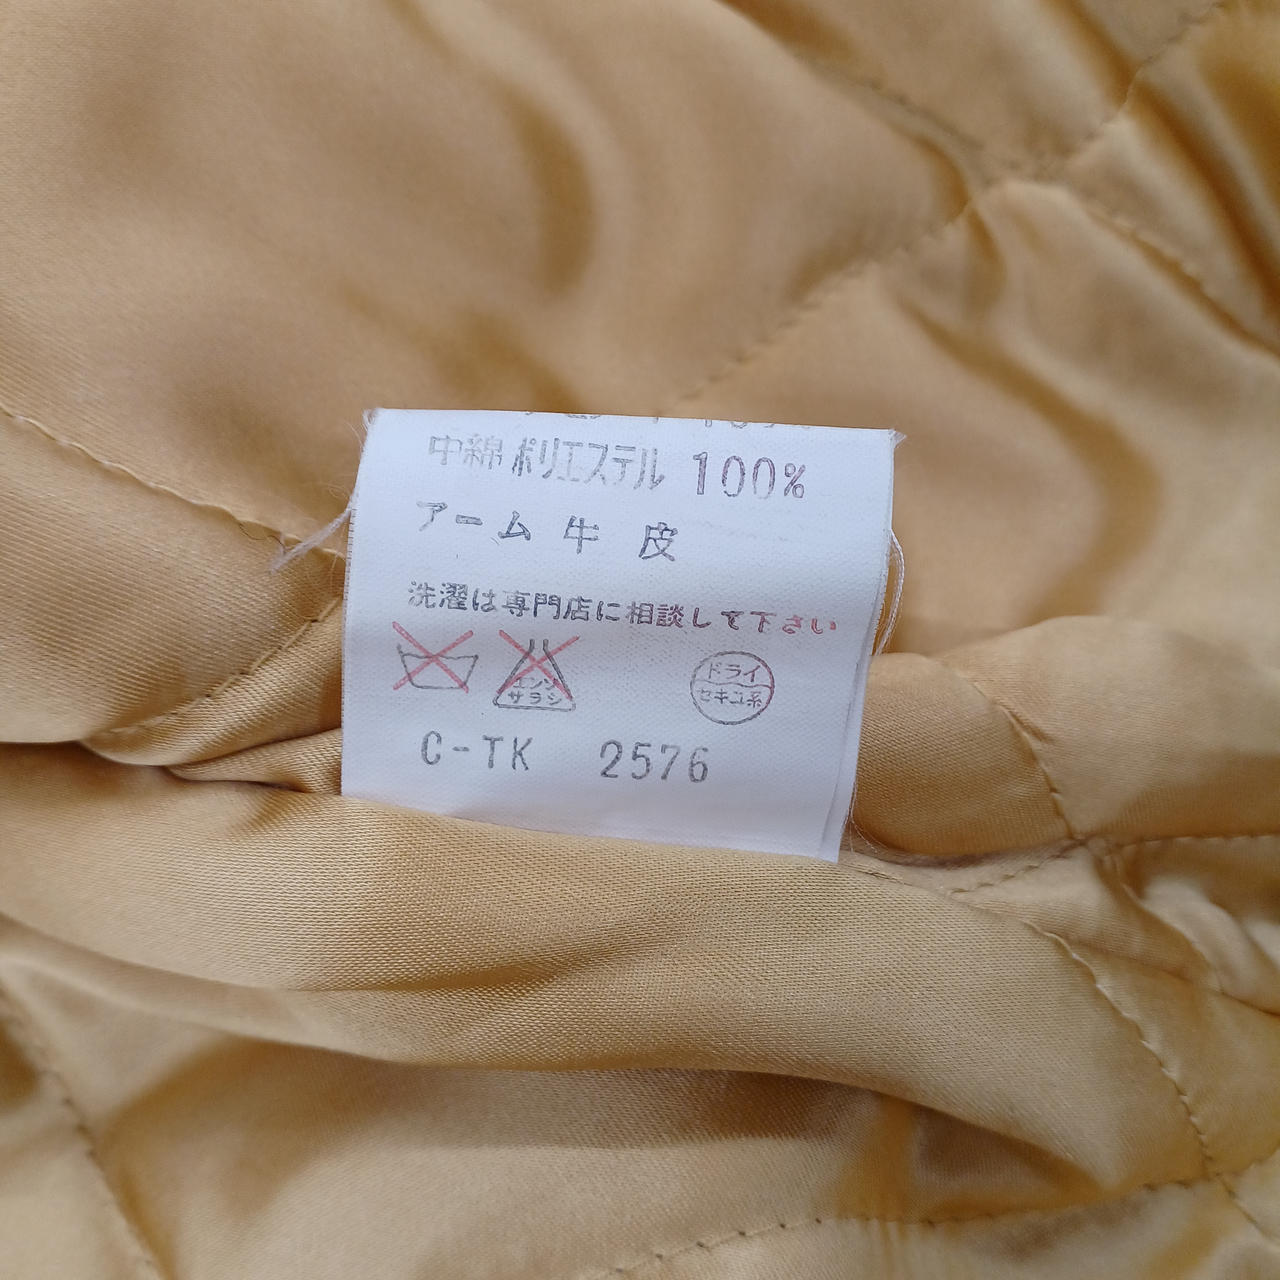 中綿 ポリエステル 100%
アーム 牛 皮
洗濯は専門店に相談して下さい
エンソ
サラシ
ドライ
セキユ系
C-TK 2576